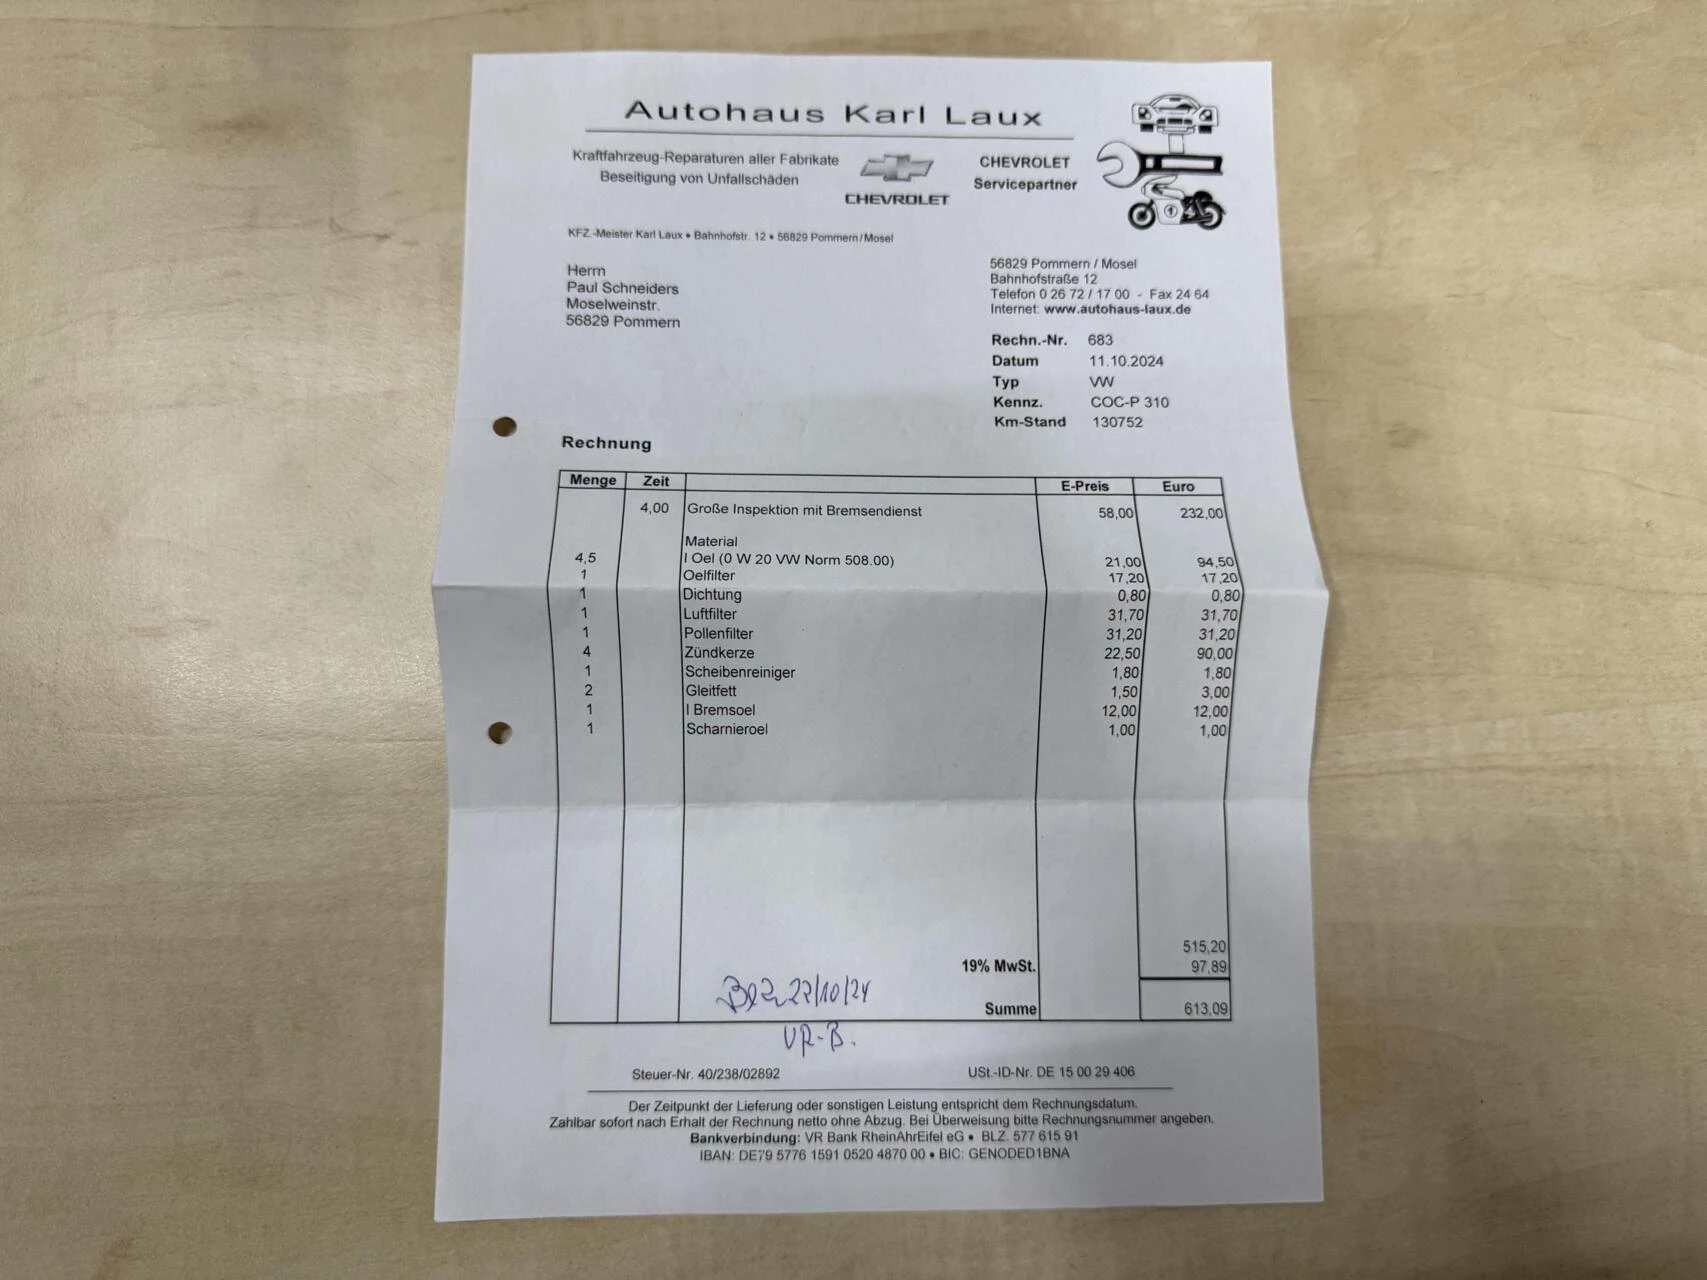 Autohaus Karl Laux
Kraftfahrzeug-Reparaturen aller Fabrikate
Beseitigung von Unfallschäden
CHEVROLET
CHEVROLET
Servicepartner
1
KFZ.-Meister Karl Laux • Bahnhofstr. 12 • 56829 Pommern/Mosel
Herrn
Paul Schneiders
Moselweinstr.
56829 Pommern
56829 Pommern / Mosel
Bahnhofstraße 12
Telefon 0 26 72 / 17 00 - Fax 24 64
Internet: www.autohaus-laux.de
Rechn.-Nr. 683
Datum 11.10.2024
Typ VW
Kennz. COC-P 310
Km-Stand 130752
Rechnung
Menge Zeit E-Preis Euro
4,00 Große Inspektion mit Bremsendienst 58,00 232,00
Material
4,5 l Oel (0 W 20 VW Norm 508.00) 21,00 94,50
1 Oelfilter 17,20 17,20
1 Dichtung 0,80 0,80
1 Luftfilter 31,70 31,70
1 Pollenfilter 31,20 31,20
4 Zündkerze 22,50 90,00
1 Scheibenreiniger 1,80 1,80
2 Gleitfett 1,50 3,00
1 l Bremsoel 12,00 12,00
1 Scharnieroel 1,00 1,00
515,20
19% MwSt. 97,89
22/10/24
Summe 613,09
VR-B.
Steuer-Nr. 40/238/02892 USt.-ID-Nr. DE 15 00 29 406
Der Zeitpunkt der Lieferung oder sonstigen Leistung entspricht dem Rechnungsdatum.
Zahlbar sofort nach Erhalt der Rechnung netto ohne Abzug. Bei Überweisung bitte Rechnungsnummer angeben.
Bankverbindung: VR Bank RheinAhrEifel eG • BLZ. 577 615 91
IBAN: DE79 5776 1591 0520 4870 00 • BIC: GENODED1BNA